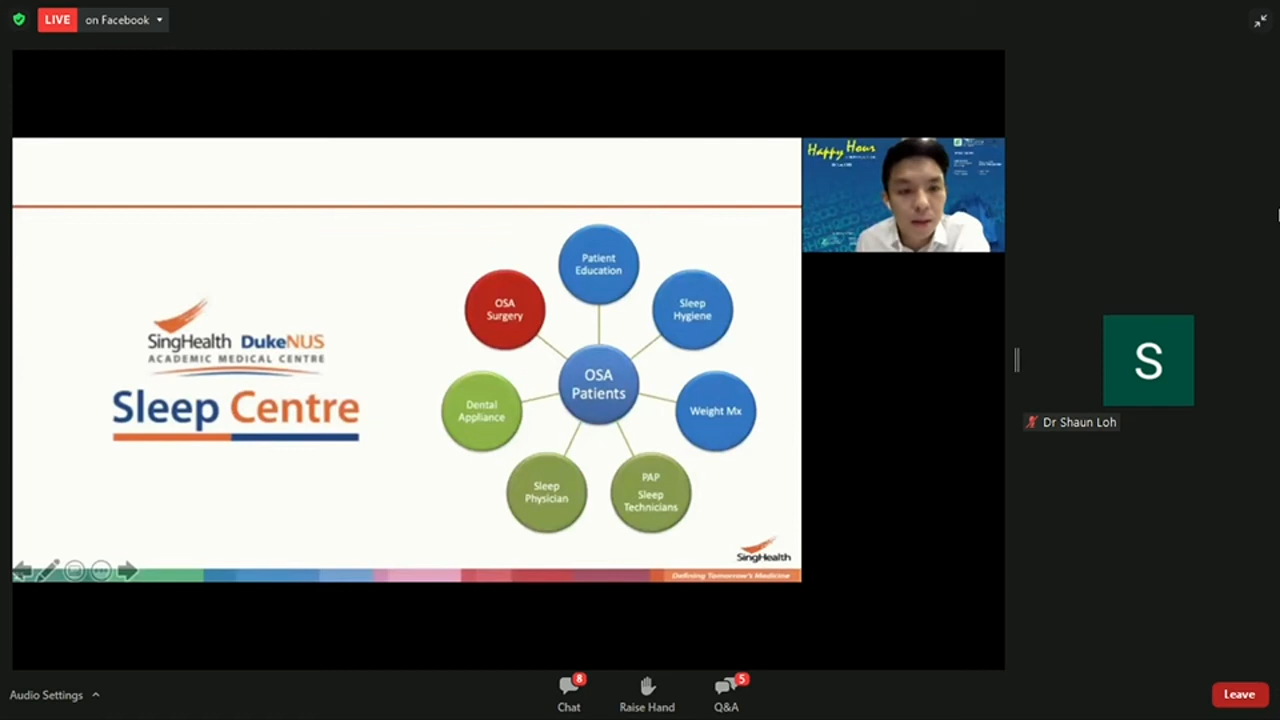 LIVE on Facebook
Happy Hour
Patient
Education
OSA
Surgery
Sleep
Hygiene
SingHealth DukeNUS
ACADEMIC MEDICAL CENTRE
Sleep Centre
OSA
Patients
Dental
Appliance
Weight Mx
Sleep
Physician
PAP
Sleep
Technicians
SingHealth
Defining Tomorrow's Medicine
S
Dr Shaun Loh
Audio Settings
8
Chat
Raise Hand
5
Q&A
Leave